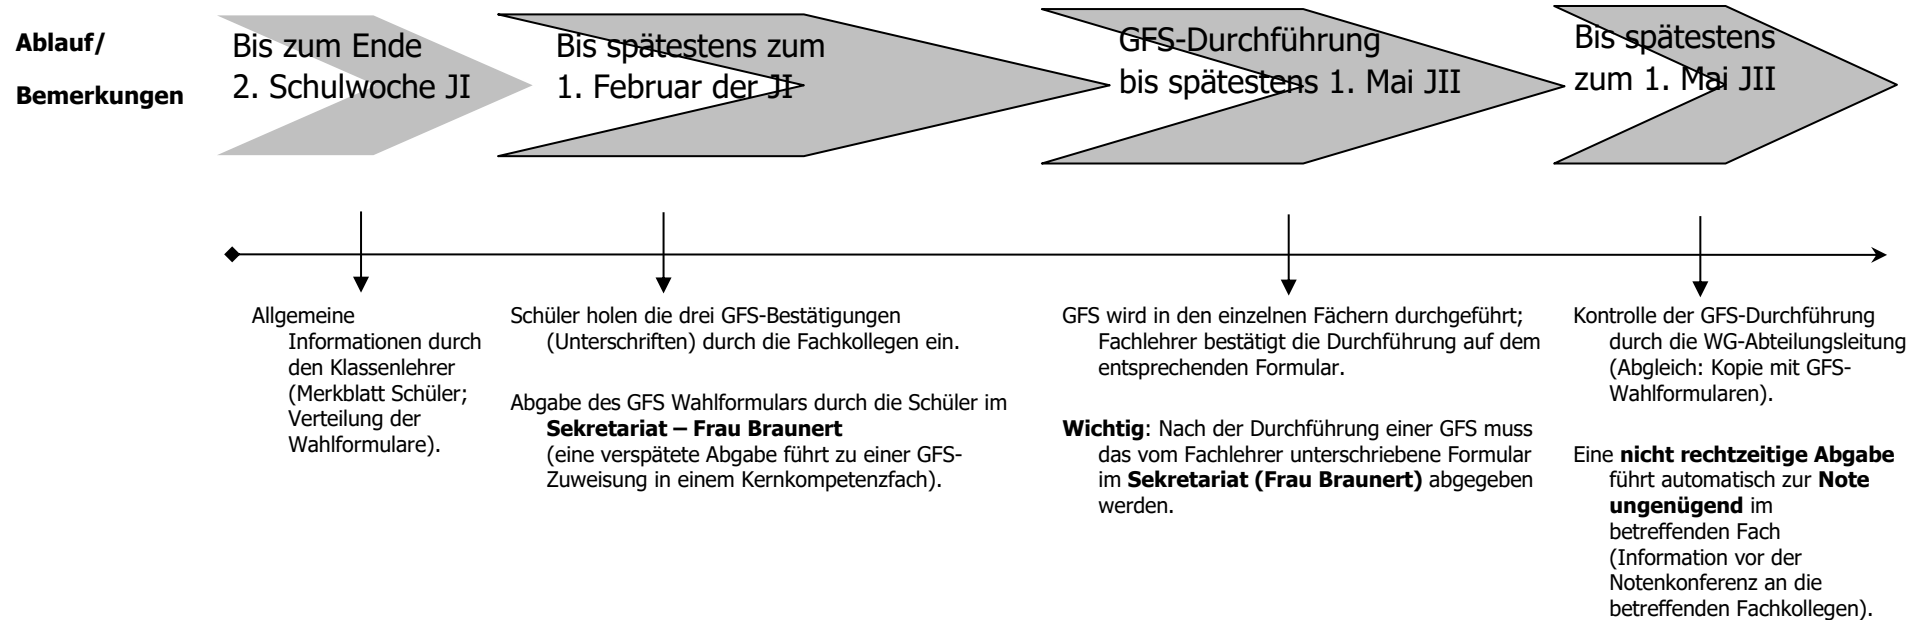 Ablauf/
Bemerkungen
Bis zum Ende
2. Schulwoche JI
Bis spätestens zum
1. Februar der JI
GFS-Durchführung
bis spätestens 1. Mai JII
Bis spätestens
zum 1. Mai JII
Allgemeine
Informationen durch
den Klassenlehrer
(Merkblatt Schüler;
Verteilung der
Wahlformulare).
Schüler holen die drei GFS-Bestätigungen
(Unterschriften) durch die Fachkollegen ein.
Abgabe des GFS Wahlformulars durch die Schüler im
Sekretariat – Frau Braunert
(eine verspätete Abgabe führt zu einer GFS-
Zuweisung in einem Kernkompetenzfach).
GFS wird in den einzelnen Fächern durchgeführt;
Fachlehrer bestätigt die Durchführung auf dem
entsprechenden Formular.
Wichtig: Nach der Durchführung einer GFS muss
das vom Fachlehrer unterschriebene Formular
im Sekretariat (Frau Braunert) abgegeben
werden.
Kontrolle der GFS-Durchführung
durch die WG-Abteilungsleitung
(Abgleich: Kopie mit GFS-
Wahlformularen).
Eine nicht rechtzeitige Abgabe
führt automatisch zur Note
ungenügend im
betreffenden Fach
(Information vor der
Notenkonferenz an die
betreffenden Fachkollegen).